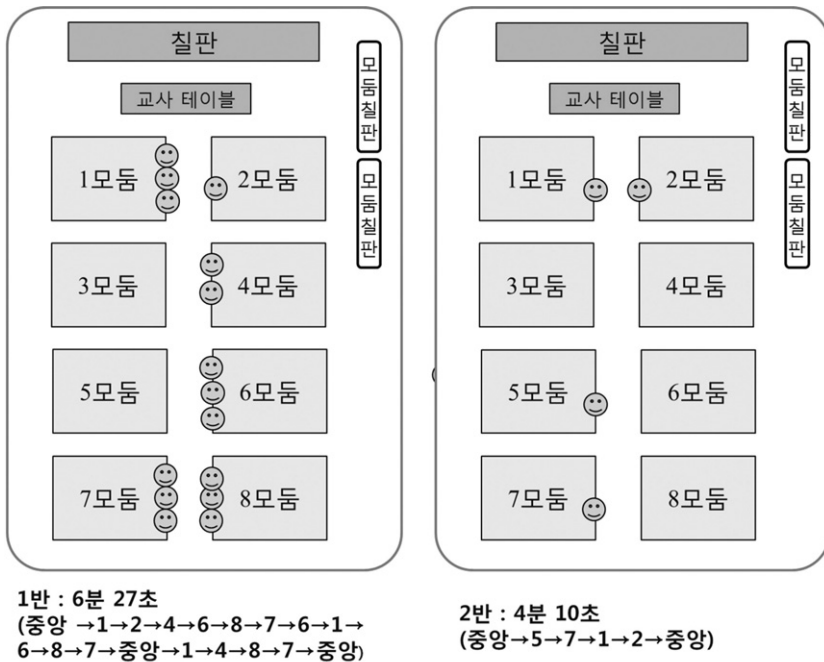 칠판
교사 테이블
모둠칠판
모둠칠판
1모둠
2모둠
3모둠
4모둠
5모둠
6모둠
7모둠
8모둠
1반 : 6분 27초
(중앙 →1→2→4→6→8→7→6→1→
6→8→7→중앙→1→4→8→7→중앙)
칠판
교사 테이블
모둠칠판
모둠칠판
1모둠
2모둠
3모둠
4모둠
5모둠
6모둠
7모둠
8모둠
2반 : 4분 10초
(중앙→5→7→1→2→중앙)